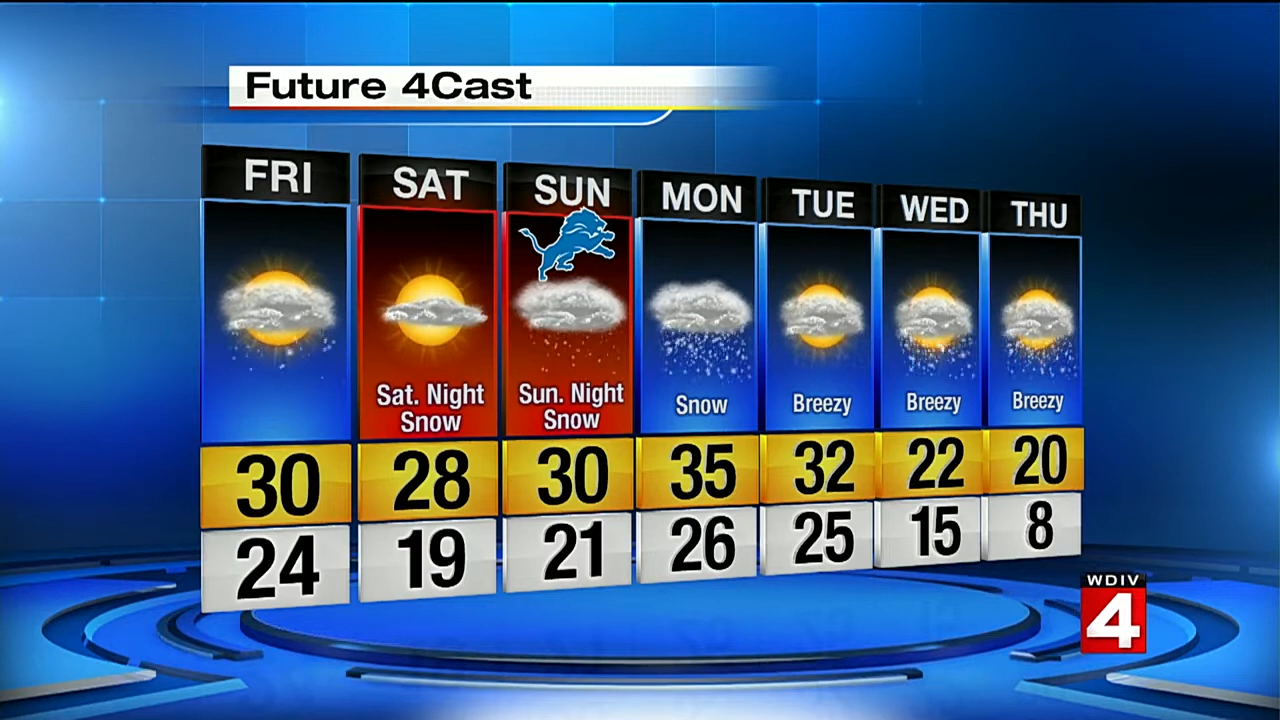 Future 4Cast
FRI SAT SUN MON TUE WED THU
Sat. Night Snow
Sun. Night Snow
Snow
Breezy
Breezy
Breezy
30 28 30 35 32 22 20
24 19 21 26 25 15 8
WDIV
4